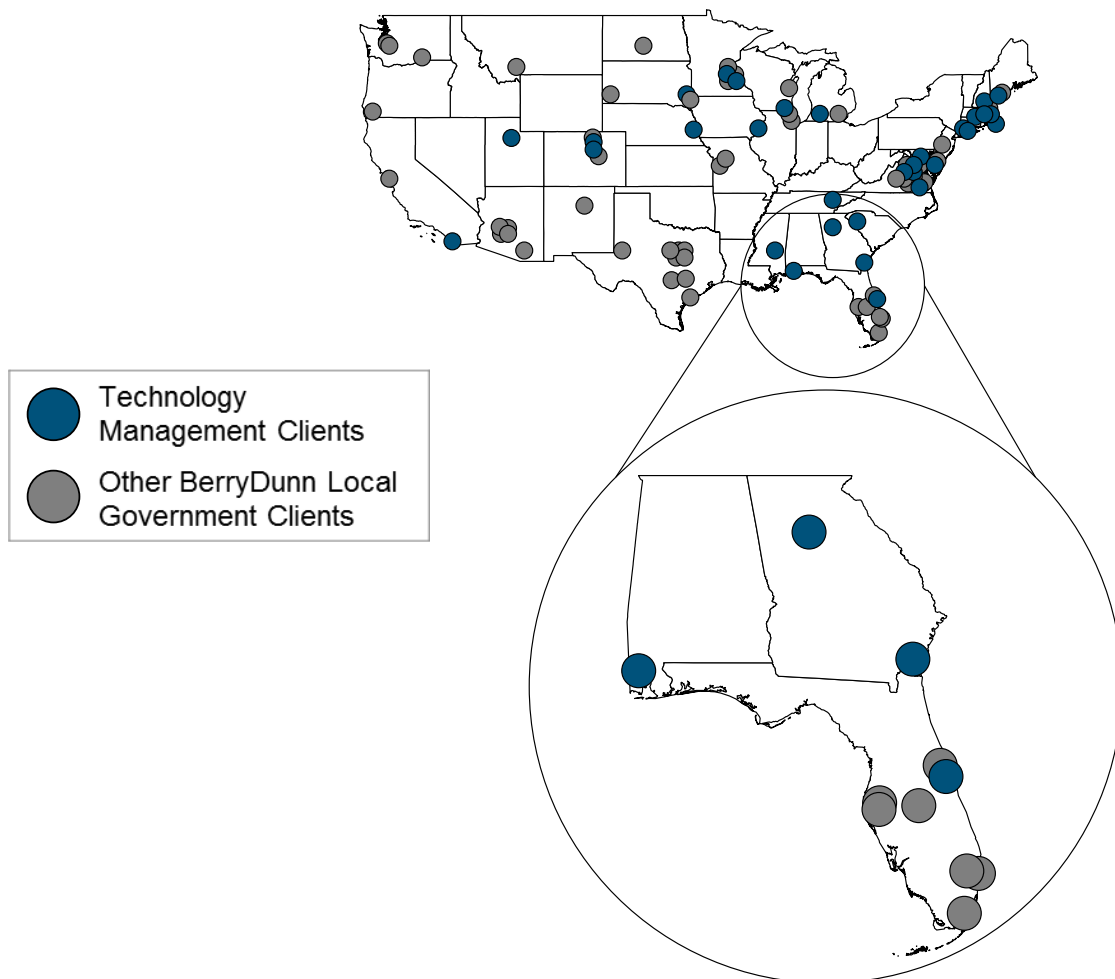 Technology
Management Clients
Other BerryDunn Local
Government Clients